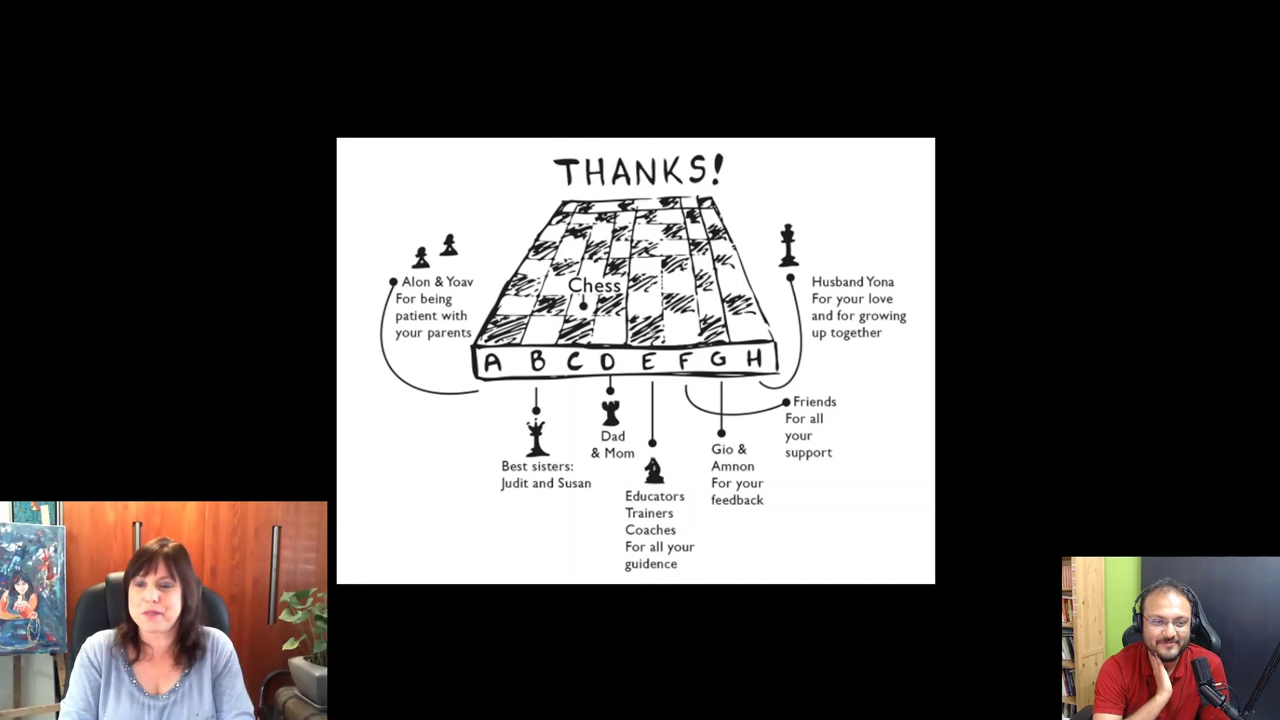 THANKS!
Alon & Yoav
For being
patient with
your parents
Chess
Husband Yona
For your love
and for growing
up together
A B C D E F G H
Best sisters:
Judit and Susan
Dad
& Mom
Educators
Trainers
Coaches
For all your
guidence
Gio &
Amnon
For your
feedback
Friends
For all
your
support